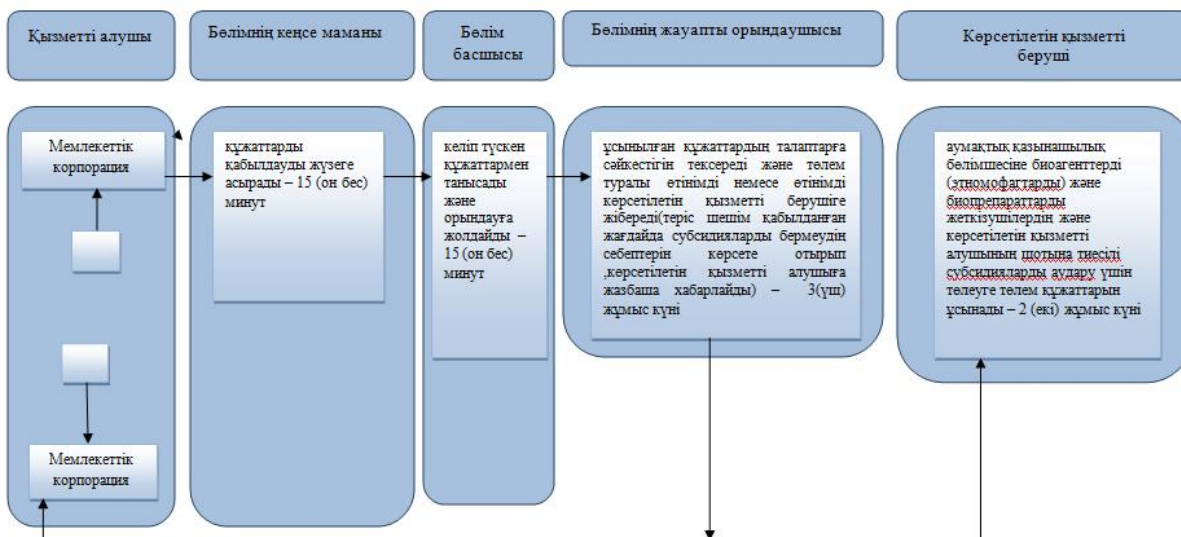 Қызметті алушы
Бөлімнің кеңсе маманы
Бөлім
басшысы
Бөлімнің жауапты орындаушысы
Көрсетілетін қызметті
беруші
Мемлекеттік
корпорация
Мемлекеттік
корпорация
құжаттарды
қабылдауды жүзеге
асырады – 15 (он бес)
минут
келіп түскен
құжаттармен
танысады
және
орындауға
жолдайды –
15 (он бес)
минут
ұсынылған құжаттардың талаптарға
сәйкестігін тексереді және төлем
туралы өтінімді немесе өтінімді
көрсетілетін қызметті берушіге
жібереді(теріс шешім қабылданған
жағдайда субсидияларды бермеудін
себептерін көрсете отырып
,көрсетілетін қызметті алушыға
жазбаша хабарлайды) – 3(үш)
жұмыс күні
аумақтық қазынашылық
бөлімшесіне биоагенттерді
(этномофагтарды) және
биопрепараттарды
жеткізушілердін және
көрсетілетін қызметті
алушының шотына тиесілі
субсидияларды аудару үшін
төлеуге төлем құжаттарын
ұсынады – 2 (екі) жұмыс күні